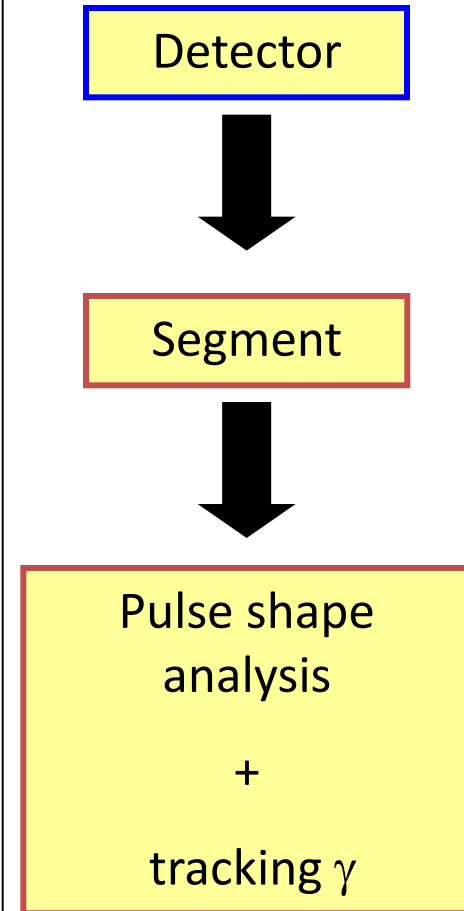 Detector
Segment
Pulse shape
analysis
+
tracking γ